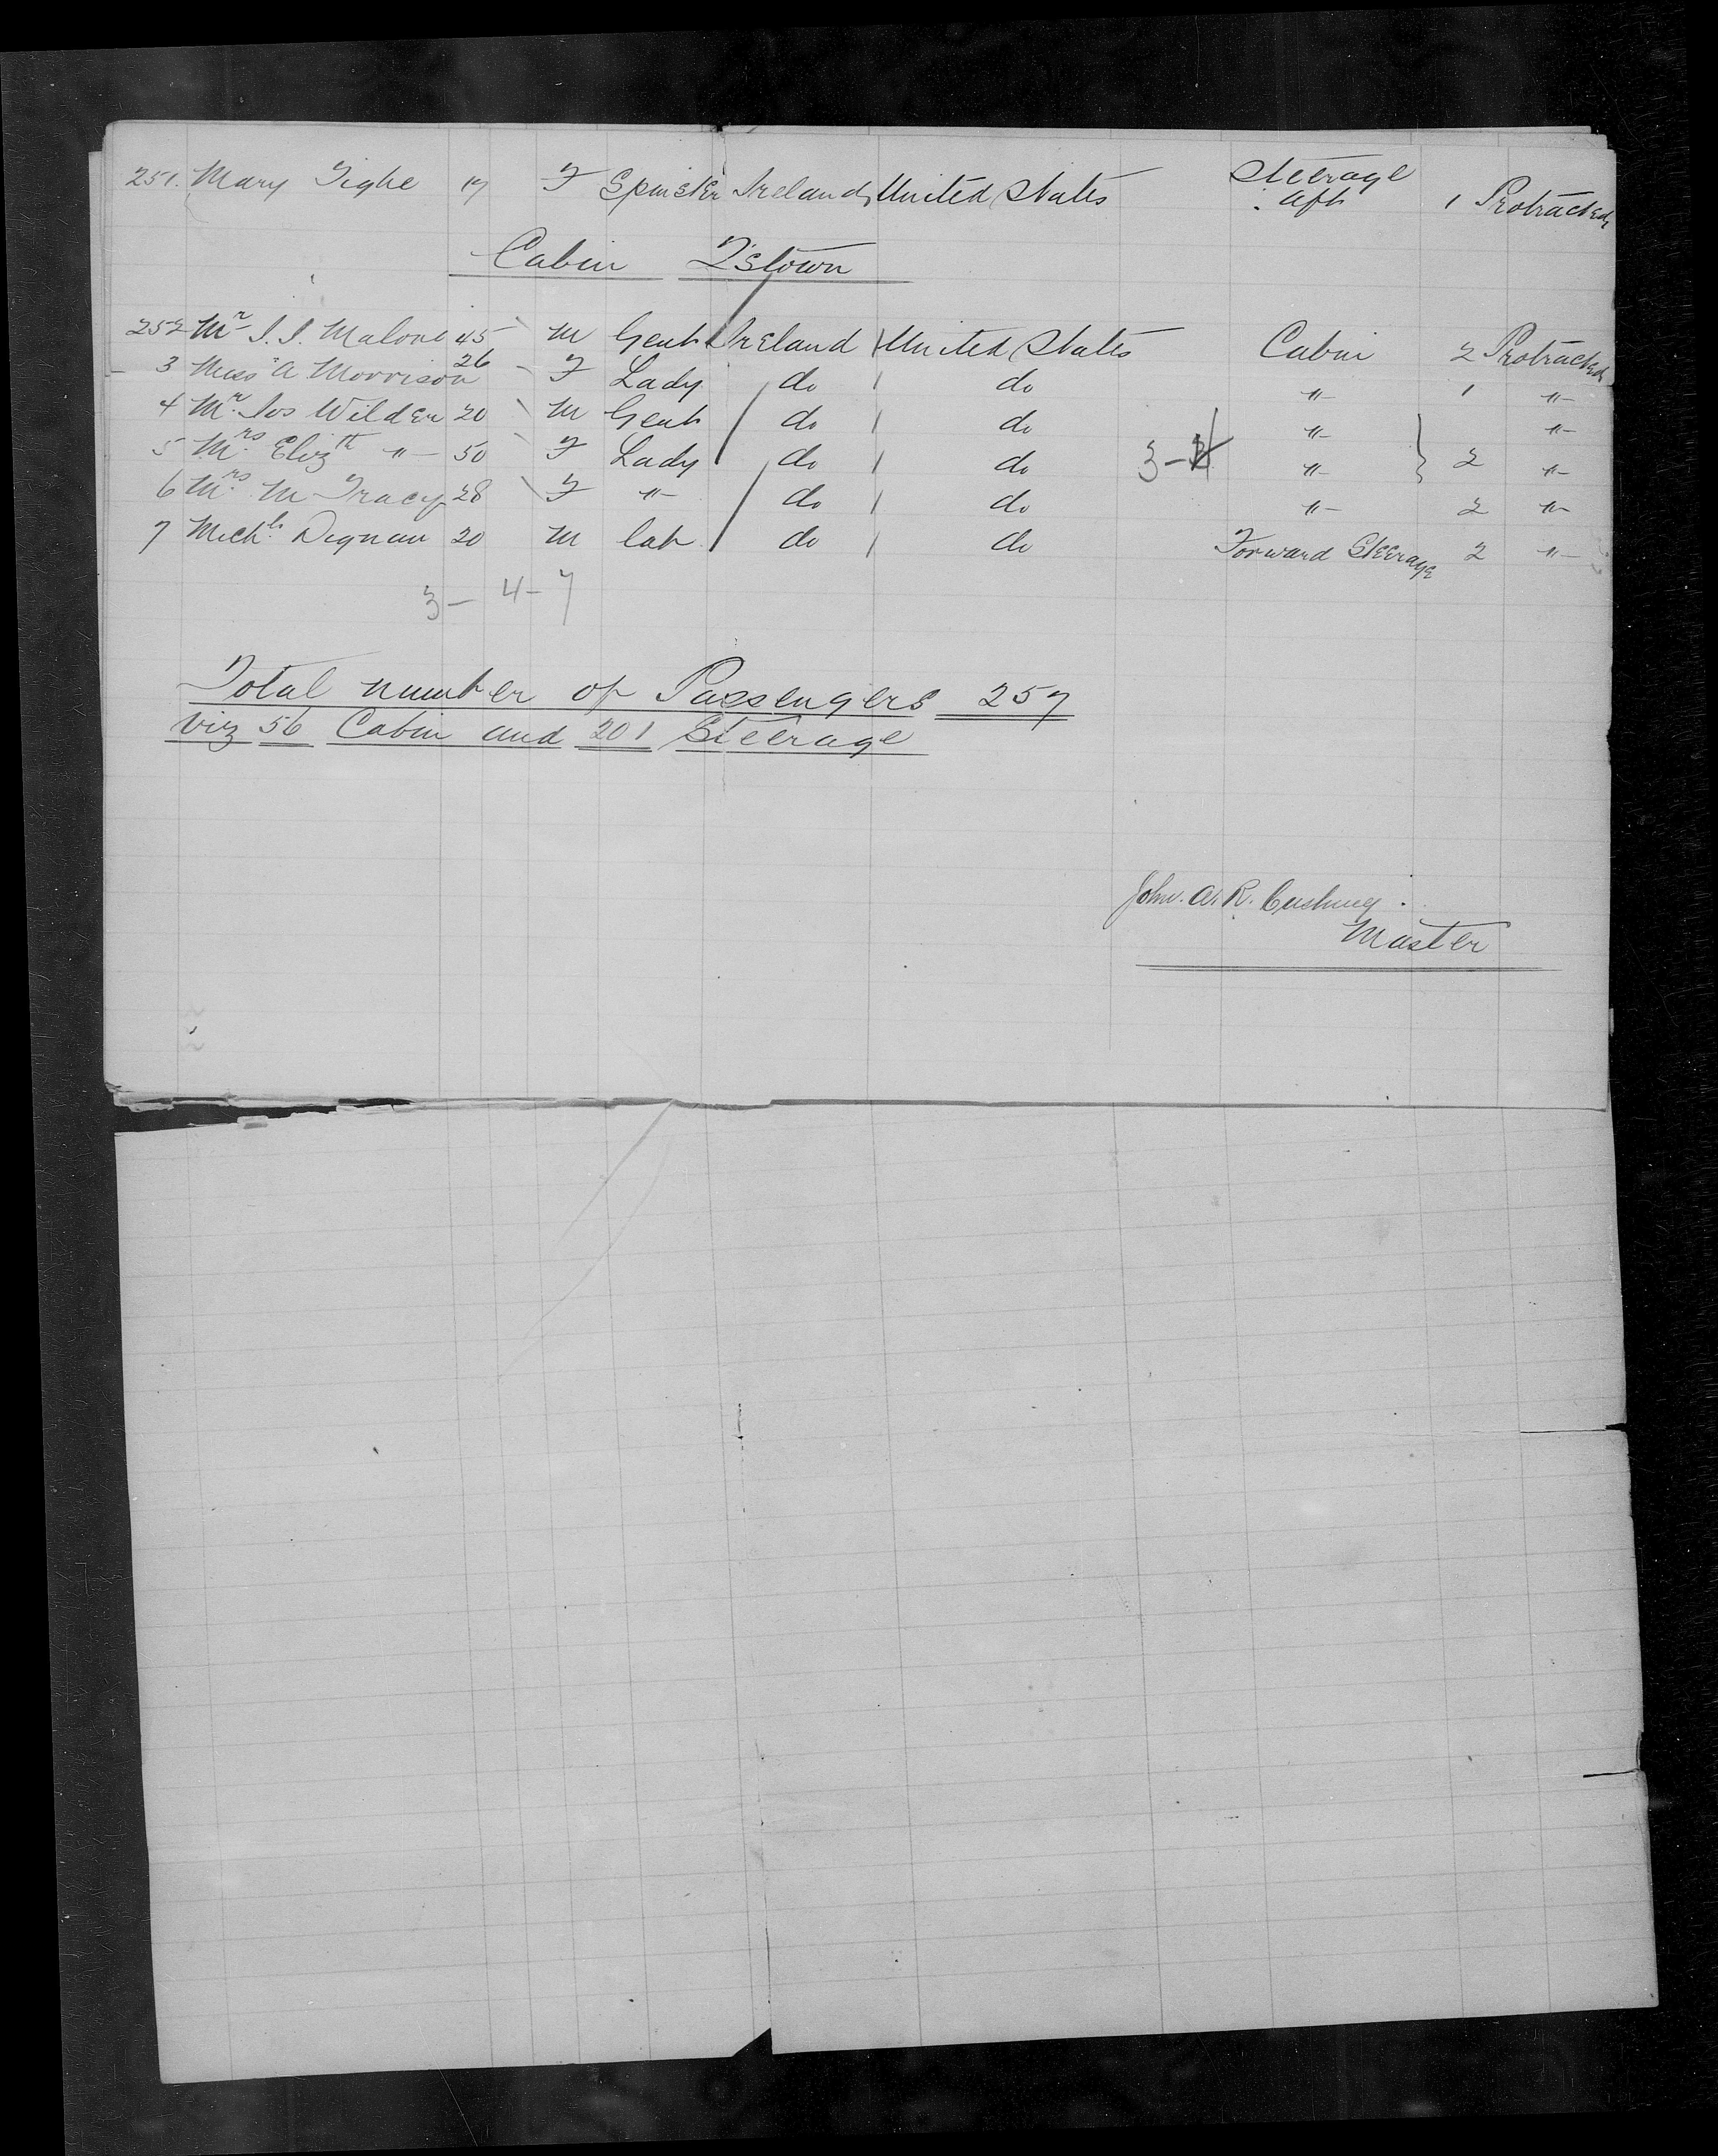 251. Mary Tighe 17 F Spinster Ireland United States Steerage Aft 1 Protracted
Cabin Q'stown
252 Mr J. J. Malone 45 M Gent Ireland United States Cabin 2 Protracted
3 Miss A Morrison 26 F Lady do do " 1 "
4 Mr. Jos Wilden 20 M Gent do do " "
5 Mrs. Elizth " 50 F Lady do do 3- " } 2 "
6 Mrs. M Tracy 28 F " do do " 2 "
7 Michl. Dignan 20 M lab do do Forward Steerage 2 "
3- 4- 7
Total number of Passengers 257
viz 56 Cabin and 201 Steerage
John. A. R. Cushing.
Master